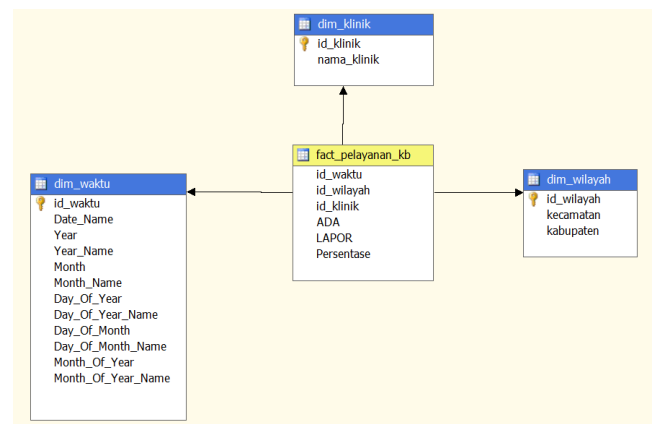 dim_klinik
id_klinik
nama_klinik
fact_pelayanan_kb
id_waktu
id_wilayah
id_klinik
ADA
LAPOR
Persentase
dim_waktu
id_waktu
Date_Name
Year
Year_Name
Month
Month_Name
Day_Of_Year
Day_Of_Year_Name
Day_Of_Month
Day_Of_Month_Name
Month_Of_Year
Month_Of_Year_Name
dim_wilayah
id_wilayah
kecamatan
kabupaten